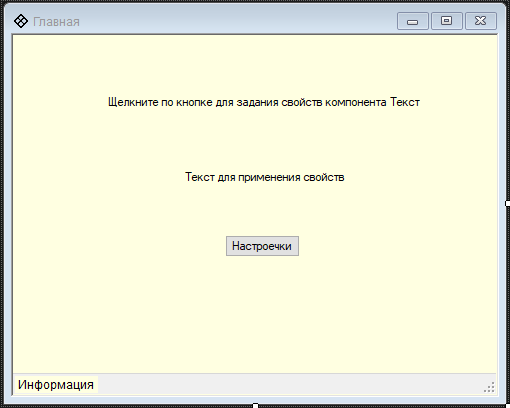 Главная
Щелкните по кнопке для задания свойств компонента Текст
Текст для применения свойств
Настроечки
Информация